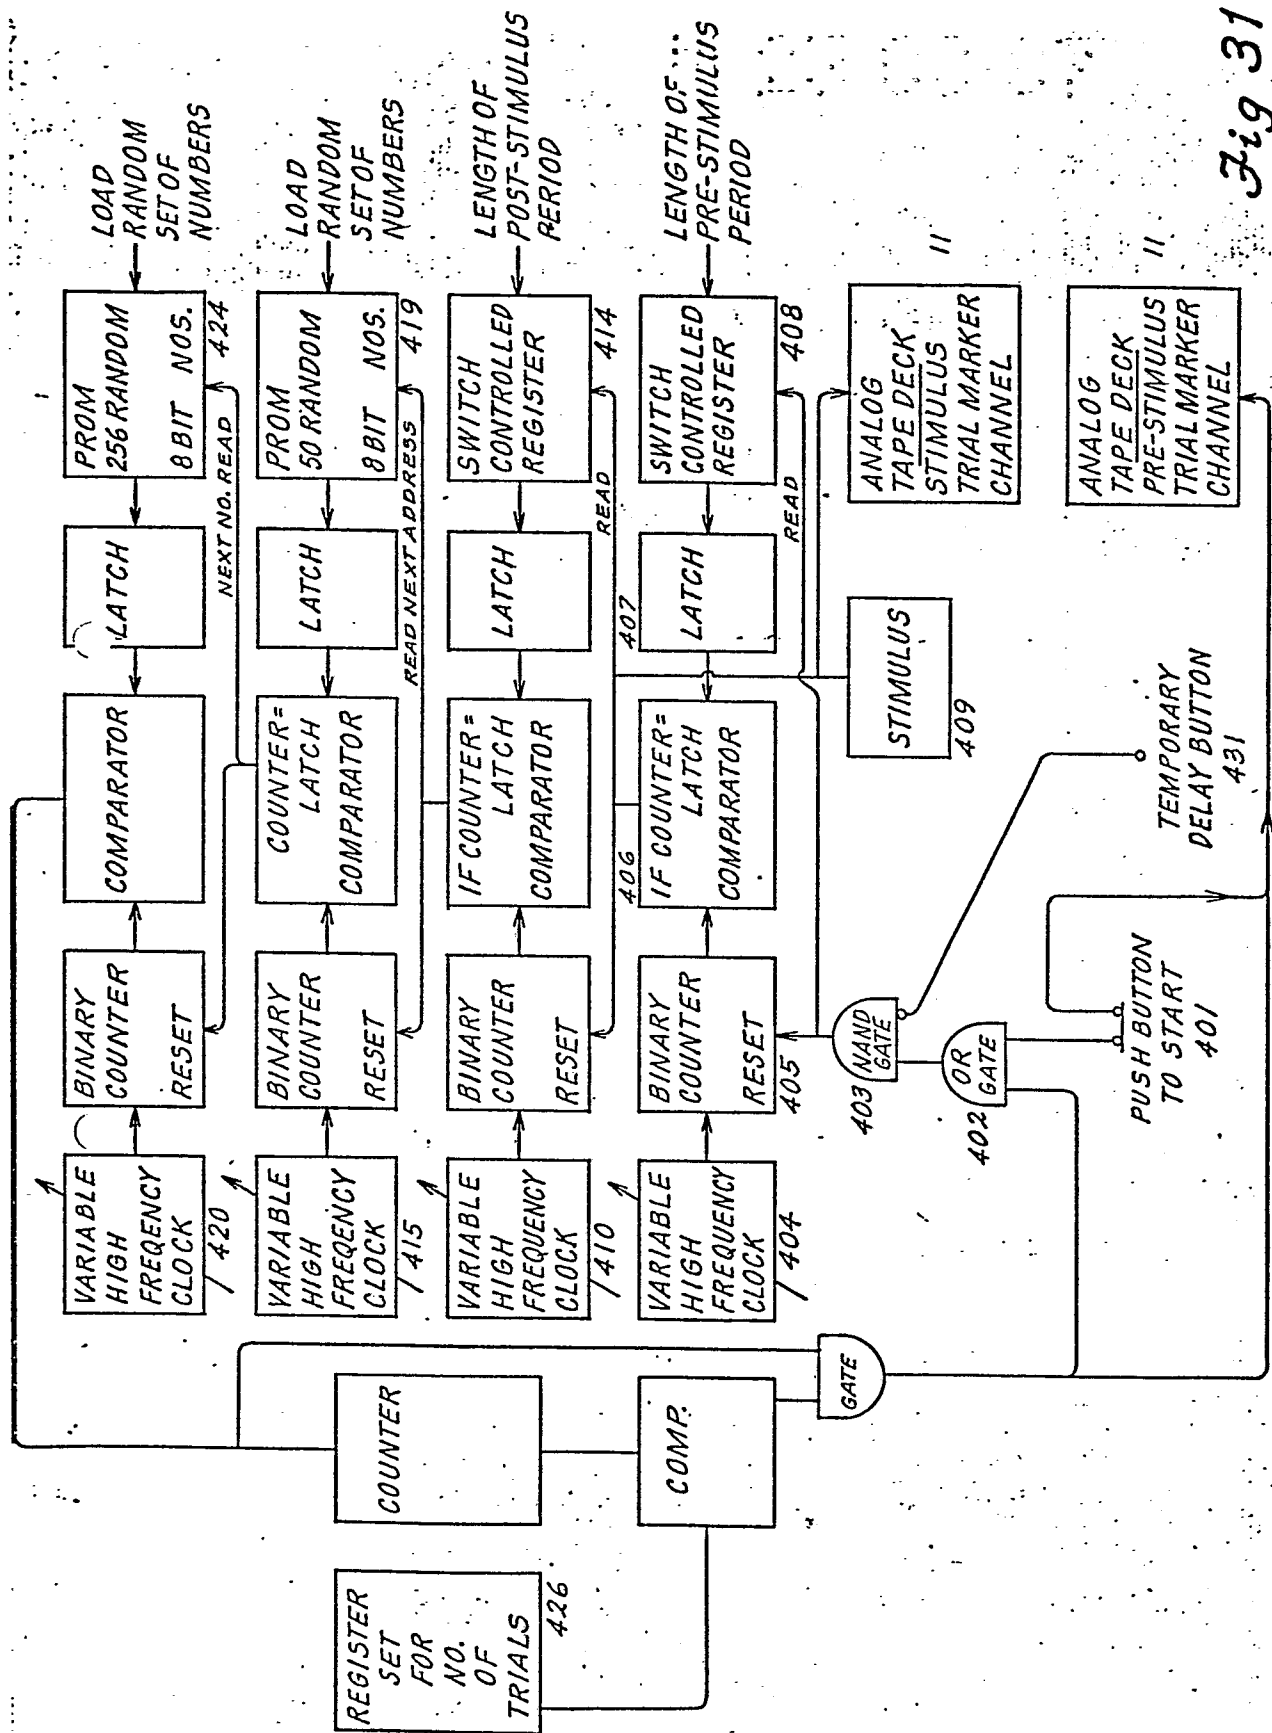 LOAD
RANDOM
SET OF
NUMBERS
PROM
256 RANDOM
8 BIT NOS.
424
LATCH
COMPARATOR
BINARY
COUNTER
RESET
VARIABLE
HIGH
FREQENCY
CLOCK
420
NEXT NO. READ
LOAD
RANDOM
SET OF
NUMBERS
PROM
50 RANDOM
8 BIT NOS.
419
LATCH
COUNTER=
LATCH
COMPARATOR
BINARY
COUNTER
RESET
VARIABLE
HIGH
FREQENCY
CLOCK
415
READ NEXT ADDRESS
LENGTH OF
POST-STIMULUS
PERIOD
SWITCH
CONTROLLED
REGISTER
414
LATCH
IF COUNTER=
LATCH
COMPARATOR
BINARY
COUNTER
RESET
VARIABLE
HIGH
FREQUENCY
CLOCK
410
READ
407
406
LENGTH OF
PRE-STIMULUS
PERIOD
SWITCH
CONTROLLED
REGISTER
408
LATCH
IF COUNTER=
LATCH
COMPARATOR
BINARY
COUNTER
RESET
405
VARIABLE
HIGH
FREQUENCY
CLOCK
404
READ
ANALOG
TAPE DECK
STIMULUS
TRIAL MARKER
CHANNEL
11
STIMULUS
409
403
NAND
GATE
OR
GATE
402
GATE
COUNTER
COMP.
REGISTER
SET
FOR
NO.
OF
TRIALS
426
ANALOG
TAPE DECK
PRE-STIMULUS
TRIAL MARKER
CHANNEL
11
TEMPORARY
DELAY BUTTON
431
PUSH BUTTON
TO START
401
Fig 31